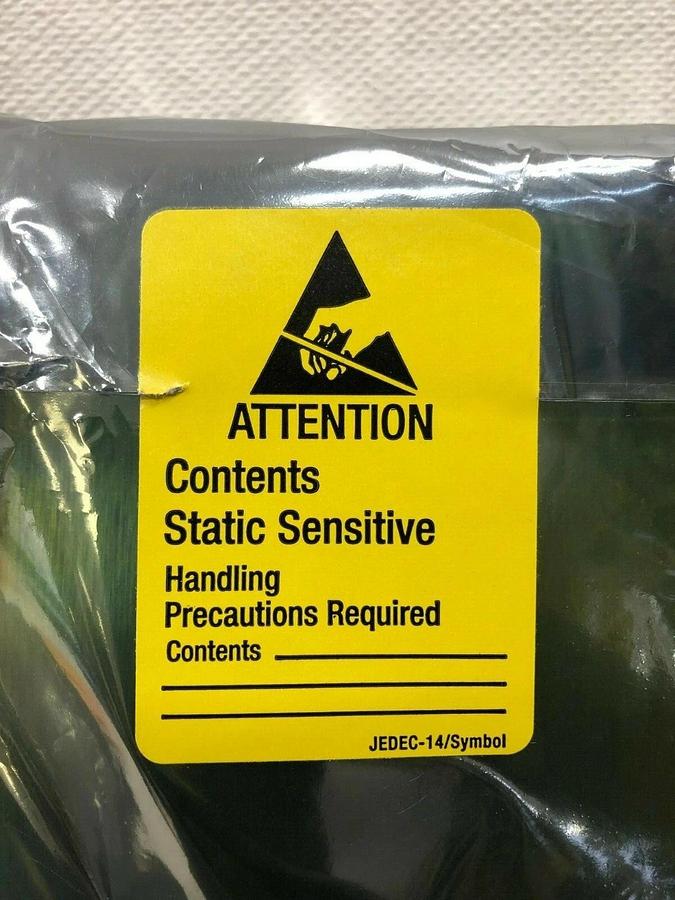 ATTENTION
Contents
Static Sensitive
Handling
Precautions Required
Contents
JEDEC-14/Symbol